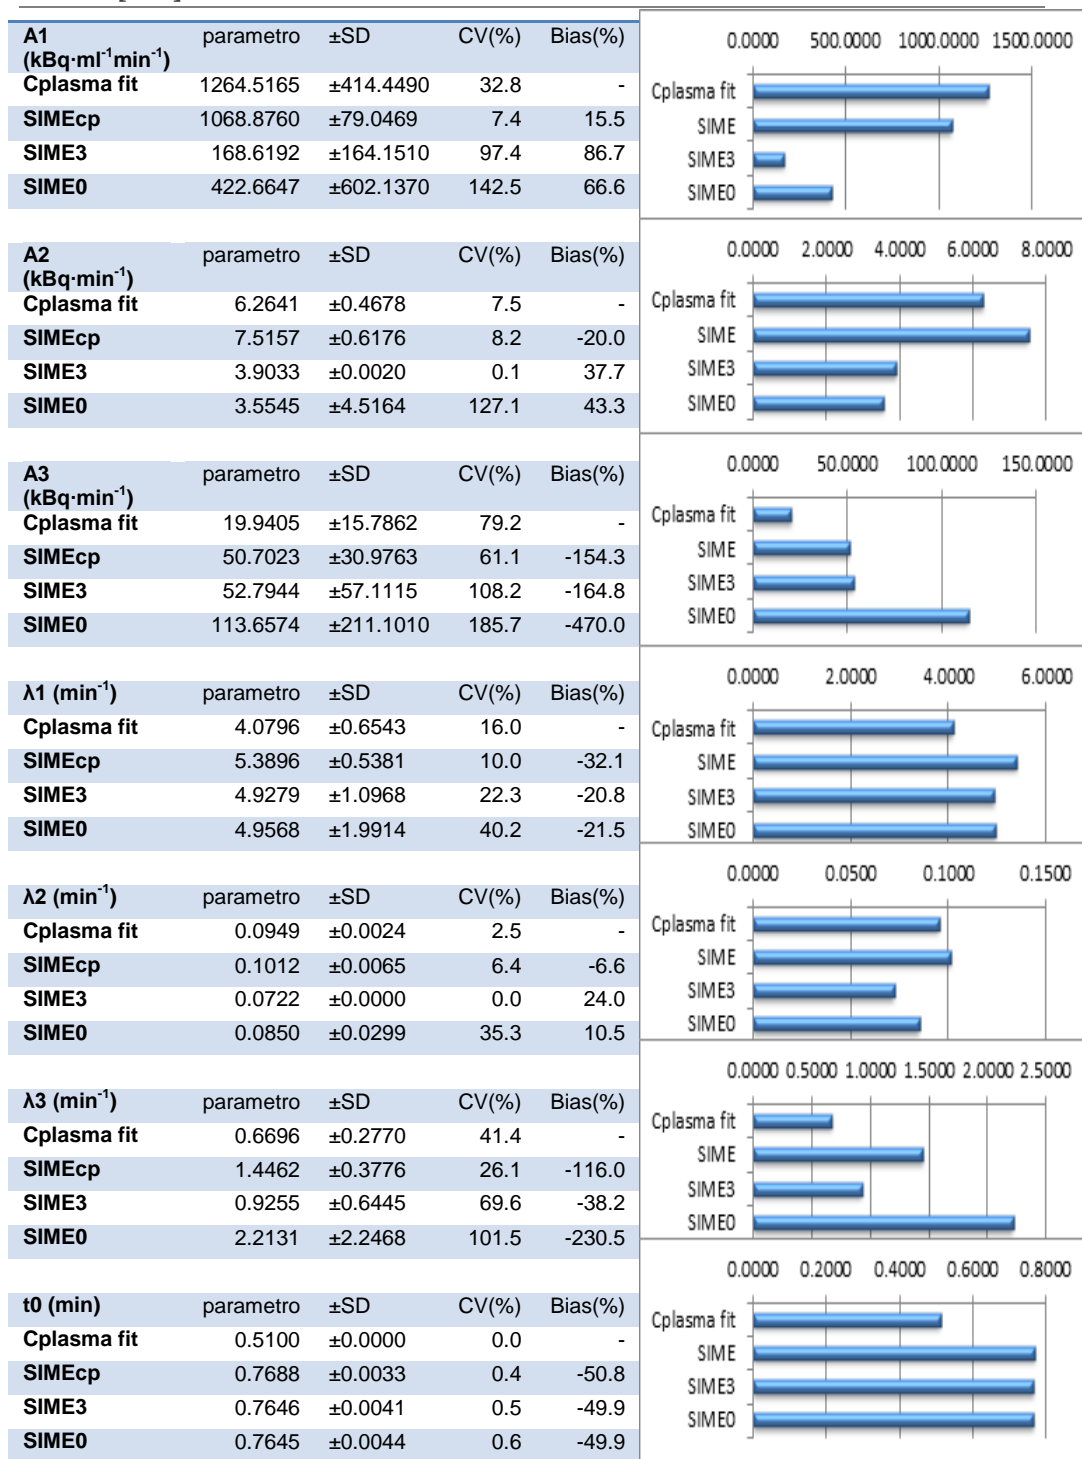 A1 parametro ±SD CV(%) Bias(%)
(kBq·ml⁻¹min⁻¹)
Cplasma fit 1264.5165 ±414.4490 32.8 -
SIMEcp 1068.8760 ±79.0469 7.4 15.5
SIME3 168.6192 ±164.1510 97.4 86.7
SIME0 422.6647 ±602.1370 142.5 66.6
0.0000 500.0000 1000.0000 1500.0000
Cplasma fit
SIME
SIME3
SIME0
A2 parametro ±SD CV(%) Bias(%)
(kBq·min⁻¹)
Cplasma fit 6.2641 ±0.4678 7.5 -
SIMEcp 7.5157 ±0.6176 8.2 -20.0
SIME3 3.9033 ±0.0020 0.1 37.7
SIME0 3.5545 ±4.5164 127.1 43.3
0.0000 2.0000 4.0000 6.0000 8.0000
Cplasma fit
SIME
SIME3
SIME0
A3 parametro ±SD CV(%) Bias(%)
(kBq·min⁻¹)
Cplasma fit 19.9405 ±15.7862 79.2 -
SIMEcp 50.7023 ±30.9763 61.1 -154.3
SIME3 52.7944 ±57.1115 108.2 -164.8
SIME0 113.6574 ±211.1010 185.7 -470.0
0.0000 50.0000 100.0000 150.0000
Cplasma fit
SIME
SIME3
SIME0
λ1 (min⁻¹) parametro ±SD CV(%) Bias(%)
Cplasma fit 4.0796 ±0.6543 16.0 -
SIMEcp 5.3896 ±0.5381 10.0 -32.1
SIME3 4.9279 ±1.0968 22.3 -20.8
SIME0 4.9568 ±1.9914 40.2 -21.5
0.0000 2.0000 4.0000 6.0000
Cplasma fit
SIME
SIME3
SIME0
λ2 (min⁻¹) parametro ±SD CV(%) Bias(%)
Cplasma fit 0.0949 ±0.0024 2.5 -
SIMEcp 0.1012 ±0.0065 6.4 -6.6
SIME3 0.0722 ±0.0000 0.0 24.0
SIME0 0.0850 ±0.0299 35.3 10.5
0.0000 0.0500 0.1000 0.1500
Cplasma fit
SIME
SIME3
SIME0
λ3 (min⁻¹) parametro ±SD CV(%) Bias(%)
Cplasma fit 0.6696 ±0.2770 41.4 -
SIMEcp 1.4462 ±0.3776 26.1 -116.0
SIME3 0.9255 ±0.6445 69.6 -38.2
SIME0 2.2131 ±2.2468 101.5 -230.5
0.0000 0.5000 1.0000 1.5000 2.0000 2.5000
Cplasma fit
SIME
SIME3
SIME0
t0 (min) parametro ±SD CV(%) Bias(%)
Cplasma fit 0.5100 ±0.0000 0.0 -
SIMEcp 0.7688 ±0.0033 0.4 -50.8
SIME3 0.7646 ±0.0041 0.5 -49.9
SIME0 0.7645 ±0.0044 0.6 -49.9
0.0000 0.2000 0.4000 0.6000 0.8000
Cplasma fit
SIME
SIME3
SIME0